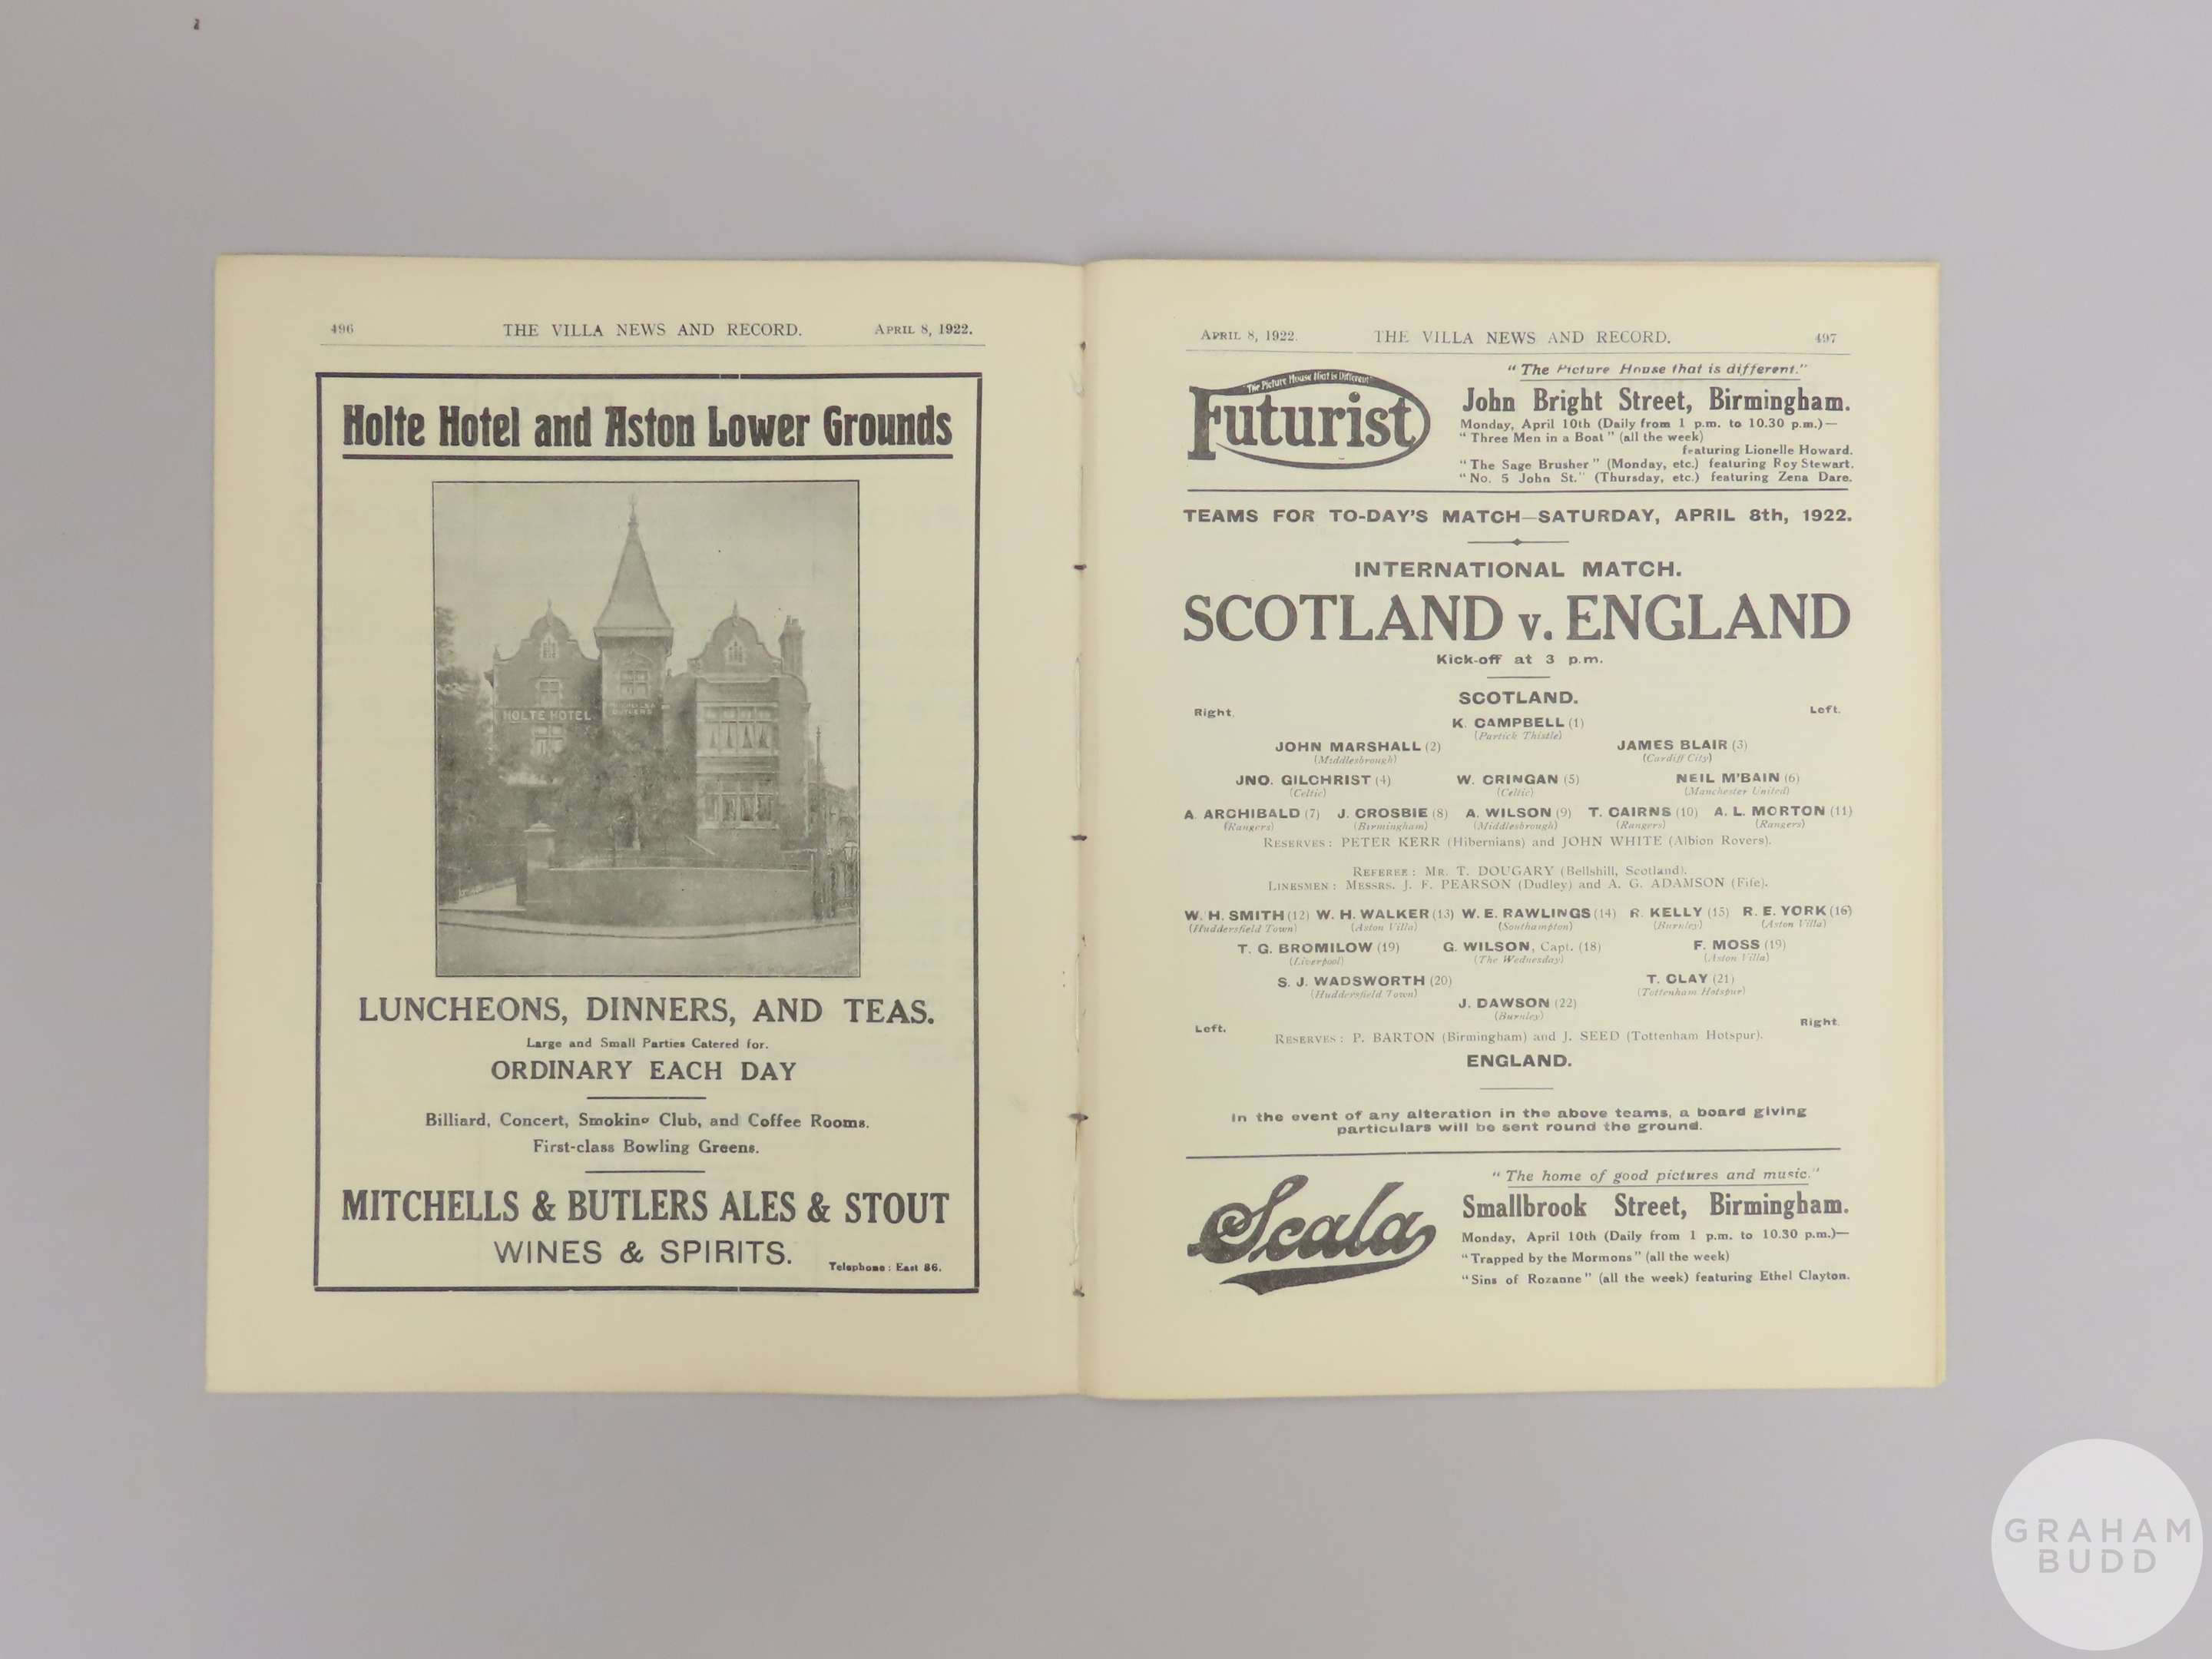 496 THE VILLA NEWS AND RECORD. APRIL 8, 1922.
Holte Hotel and Aston Lower Grounds
HOLTE HOTEL
LUNCHEONS, DINNERS, AND TEAS.
Large and Small Parties Catered for.
ORDINARY EACH DAY
Billiard, Concert, Smoking Club, and Coffee Rooms.
First-class Bowling Greens.
MITCHELLS & BUTLERS ALES & STOUT
WINES & SPIRITS.
Telephone: East 86.
APRIL 8, 1922. THE VILLA NEWS AND RECORD. 497
The Picture House that is Different
Futurist
"The Picture House that is different."
John Bright Street, Birmingham.
Monday, April 10th (Daily from 1 p.m. to 10.30 p.m.)—
"Three Men in a Boat" (all the week)
featuring Lionelle Howard.
"The Sage Brusher" (Monday, etc.) featuring Roy Stewart.
"No. 5 John St." (Thursday, etc.) featuring Zena Dare.
TEAMS FOR TO-DAY'S MATCH—SATURDAY, APRIL 8th, 1922.
INTERNATIONAL MATCH.
SCOTLAND v. ENGLAND
Kick-off at 3 p.m.
SCOTLAND.
Right. Left.
K. CAMPBELL (1)
(Partick Thistle)
JOHN MARSHALL (2) JAMES BLAIR (3)
(Middlesbrough) (Cardiff City)
JNO. GILCHRIST (4) W. CRINGAN (5) NEIL M'BAIN (6)
(Celtic) (Celtic) (Manchester United)
A. ARCHIBALD (7) J. CROSBIE (8) A. WILSON (9) T. CAIRNS (10) A. L. MORTON (11)
(Rangers) (Birmingham) (Middlesbrough) (Rangers) (Rangers)
RESERVES: PETER KERR (Hibernians) and JOHN WHITE (Albion Rovers).
REFEREE: MR. T. DOUGARY (Bellshill, Scotland).
LINESMEN: MESSRS. J. F. PEARSON (Dudley) and A. G. ADAMSON (Fife).
W. H. SMITH (12) W. H. WALKER (13) W. E. RAWLINGS (14) R. KELLY (15) R. E. YORK (16)
(Huddersfield Town) (Aston Villa) (Southampton) (Burnley) (Aston Villa)
T. G. BROMILOW (19) G. WILSON, Capt. (18) F. MOSS (19)
(Liverpool) (The Wednesday) (Aston Villa)
S. J. WADSWORTH (20) T. CLAY (21)
(Huddersfield Town) (Tottenham Hotspur)
J. DAWSON (22)
(Burnley)
Left. Right.
RESERVES: P. BARTON (Birmingham) and J. SEED (Tottenham Hotspur).
ENGLAND.
In the event of any alteration in the above teams, a board giving
particulars will be sent round the ground.
Scala
"The home of good pictures and music."
Smallbrook Street, Birmingham.
Monday, April 10th (Daily from 1 p.m. to 10.30 p.m.)—
"Trapped by the Mormons" (all the week)
"Sins of Rozanne" (all the week) featuring Ethel Clayton.
GRAHAM
BUDD